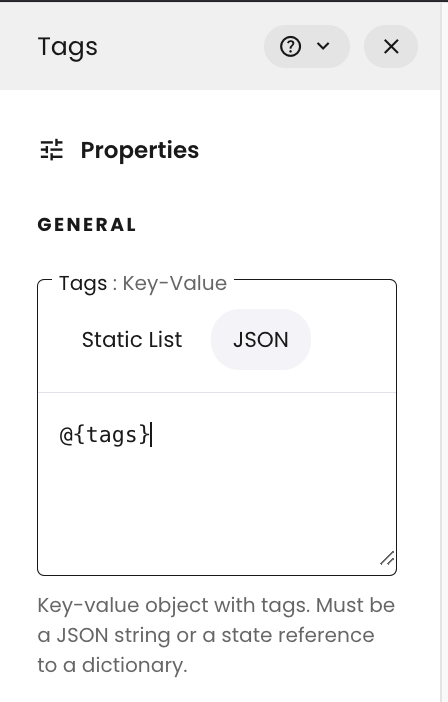 Tags
Properties
GENERAL
Tags : Key-Value
Static List JSON
@{tags}
Key-value object with tags. Must be
a JSON string or a state reference
to a dictionary.